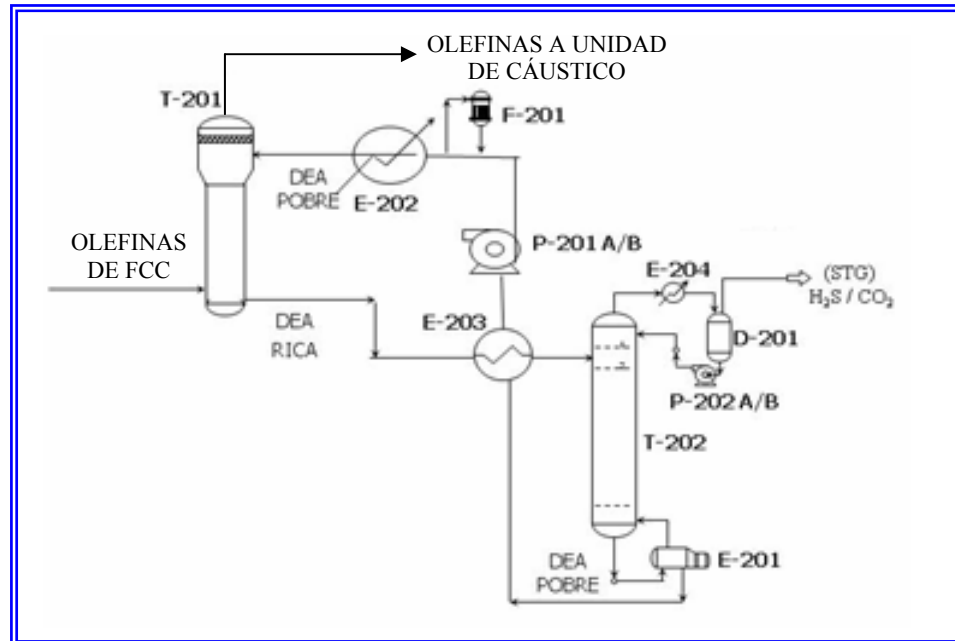 OLEFINAS A UNIDAD
DE CÁUSTICO
T-201
F-201
DEA
POBRE
E-202
OLEFINAS
DE FCC
P-201 A/B
E-204
(STG)
H₂S / CO₂
DEA
RICA
E-203
D-201
P-202 A/B
T-202
DEA
POBRE
E-201